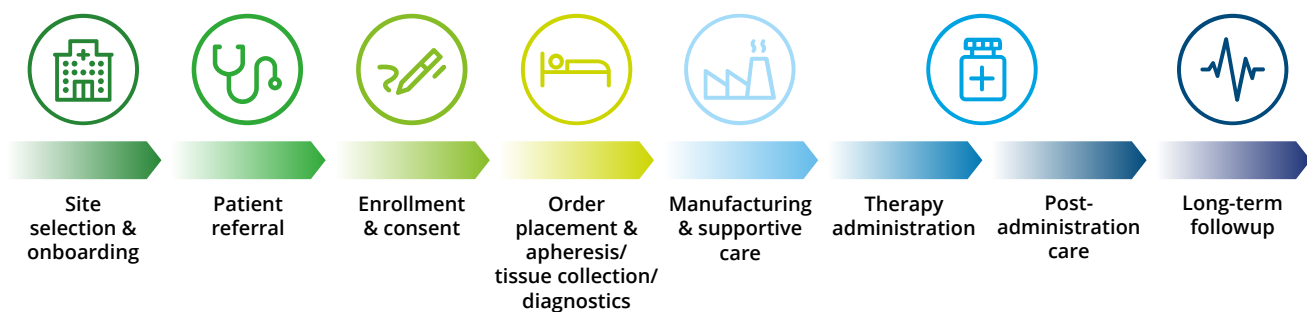 Site
selection &
onboarding
Patient
referral
Enrollment
& consent
Order
placement &
apheresis/
tissue collection/
diagnostics
Manufacturing
& supportive
care
Therapy
administration
Post-
administration
care
Long-term
followup